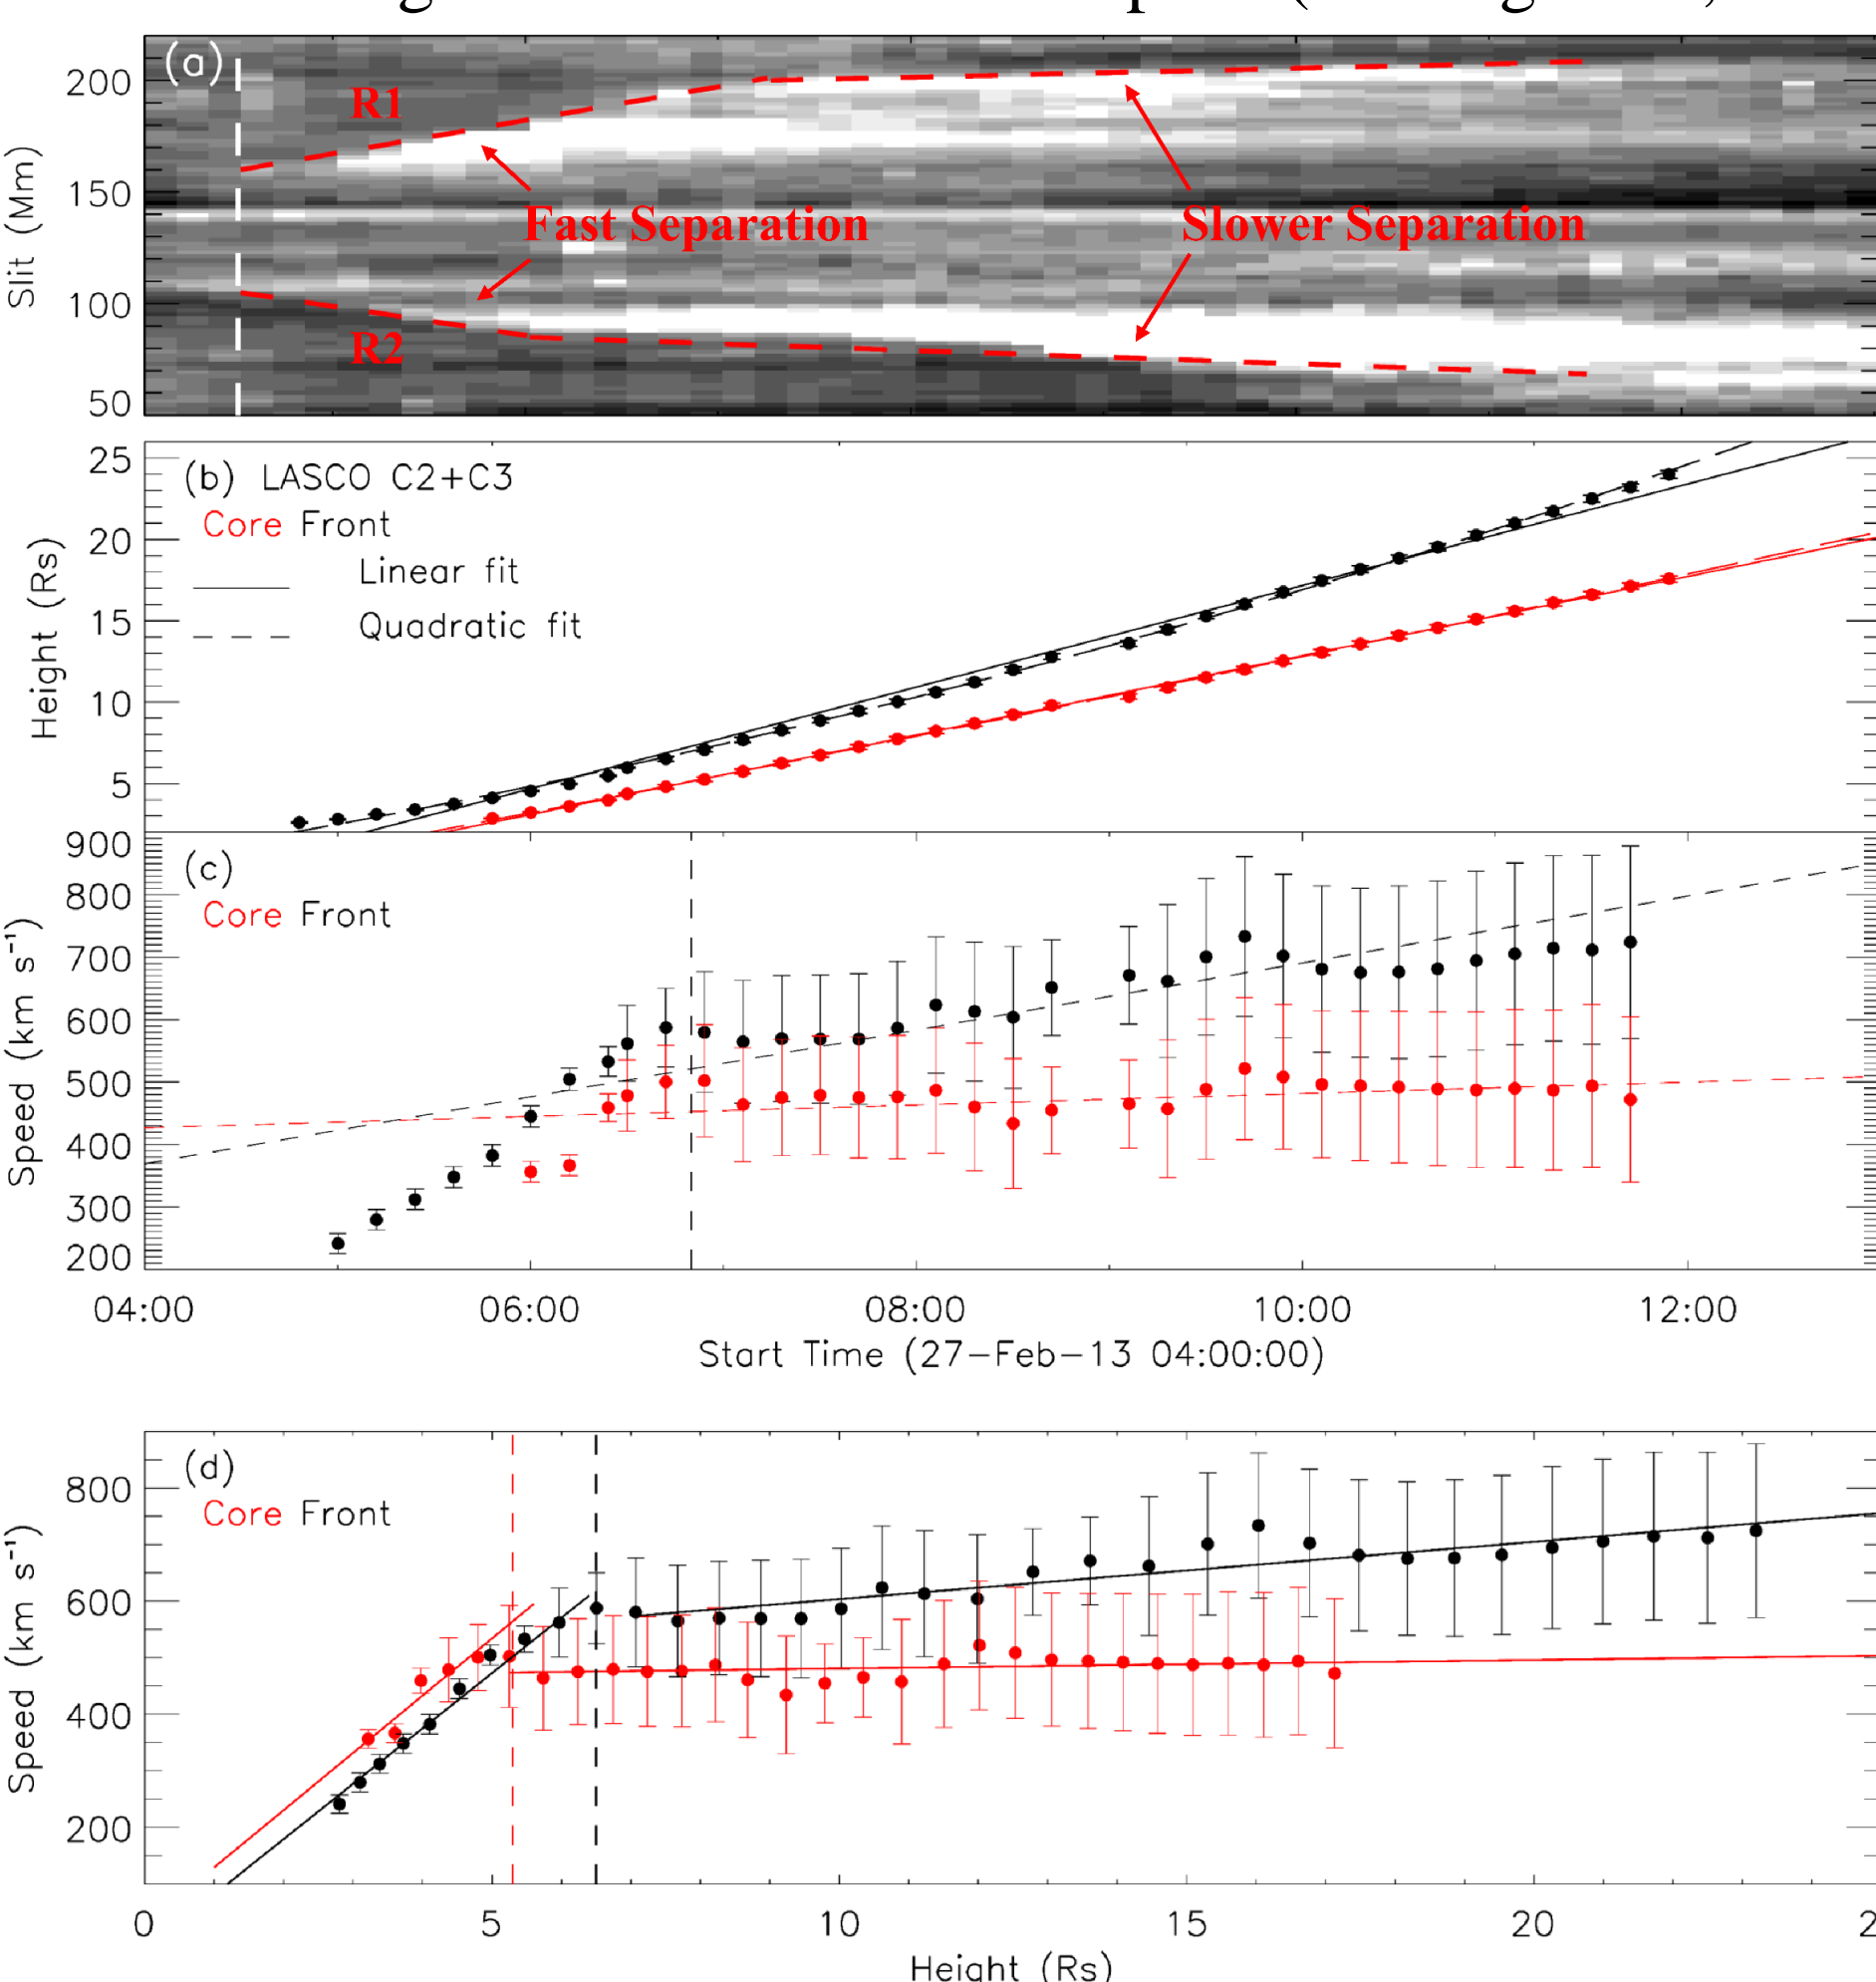 (a)
R1
R2
Fast Separation
Slower Separation
Slit (Mm)
200
150
100
50
(b) LASCO C2+C3
Core Front
Linear fit
Quadratic fit
Height (Rs)
25
20
15
10
5
(c)
Core Front
Speed (km s⁻¹)
900
800
700
600
500
400
300
200
04:00 06:00 08:00 10:00 12:00
Start Time (27-Feb-13 04:00:00)
(d)
Core Front
Speed (km s⁻¹)
800
600
400
200
0 5 10 15 20 2
Height (Rs)